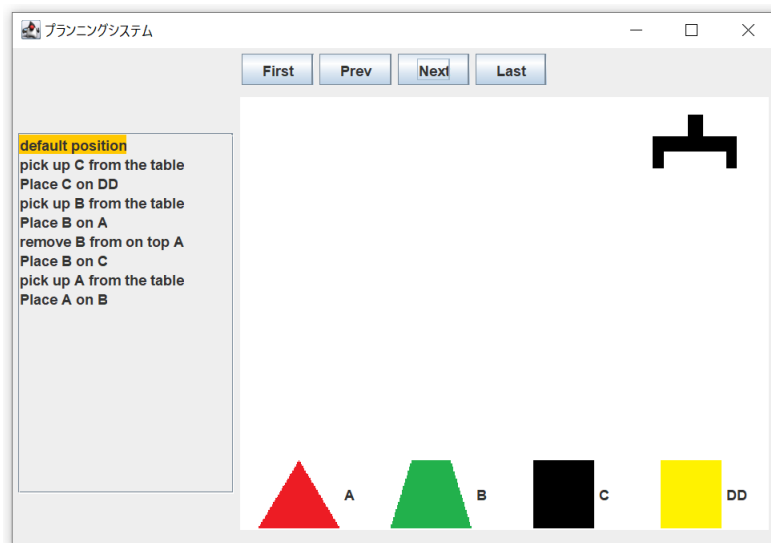 プランニングシステム
First Prev Next Last
default position
pick up C from the table
Place C on DD
pick up B from the table
Place B on A
remove B from on top A
Place B on C
pick up A from the table
Place A on B
A B C DD